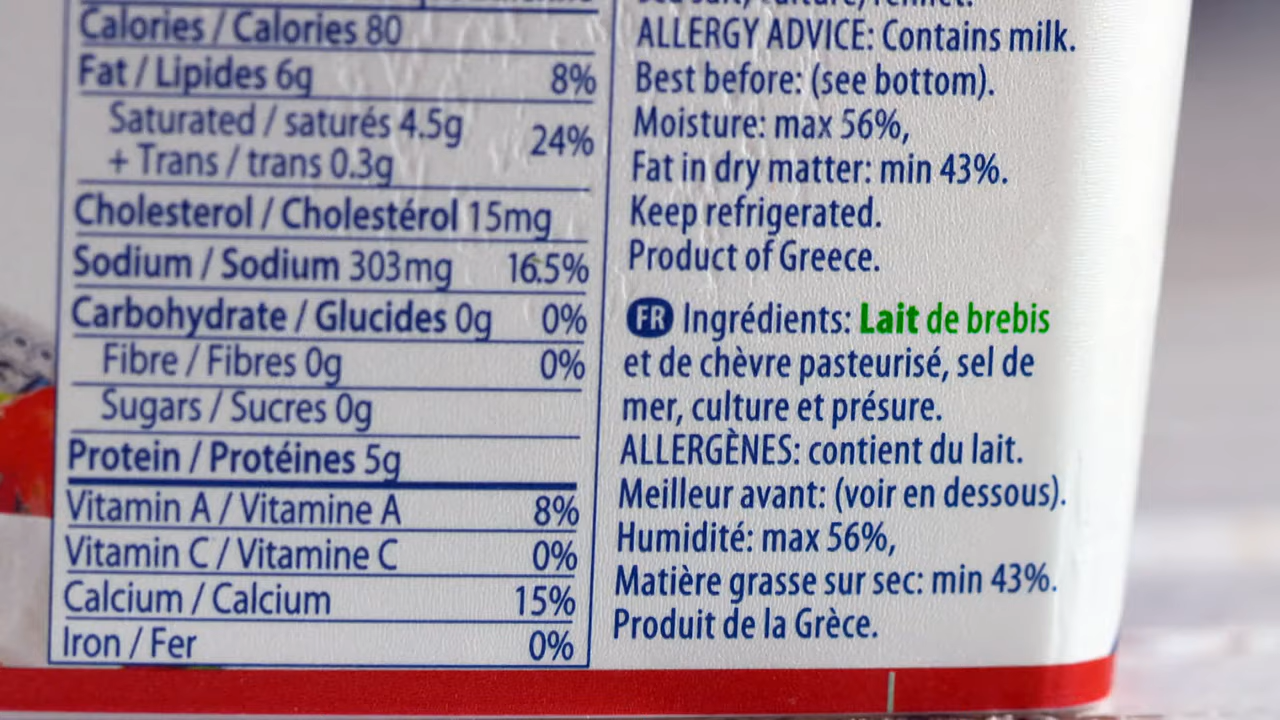 Calories / Calories 80
Fat / Lipides 6g 8%
Saturated / saturés 4.5g
+ Trans / trans 0.3g 24%
Cholesterol / Cholestérol 15mg
Sodium / Sodium 303mg 16.5%
Carbohydrate / Glucides 0g 0%
Fibre / Fibres 0g 0%
Sugars / Sucres 0g
Protein / Protéines 5g
Vitamin A / Vitamine A 8%
Vitamin C / Vitamine C 0%
Calcium / Calcium 15%
Iron / Fer 0%
ALLERGY ADVICE: Contains milk.
Best before: (see bottom).
Moisture: max 56%,
Fat in dry matter: min 43%.
Keep refrigerated.
Product of Greece.
FR Ingrédients: Lait de brebis
et de chèvre pasteurisé, sel de
mer, culture et présure.
ALLERGÈNES: contient du lait.
Meilleur avant: (voir en dessous).
Humidité: max 56%,
Matière grasse sur sec: min 43%.
Produit de la Grèce.